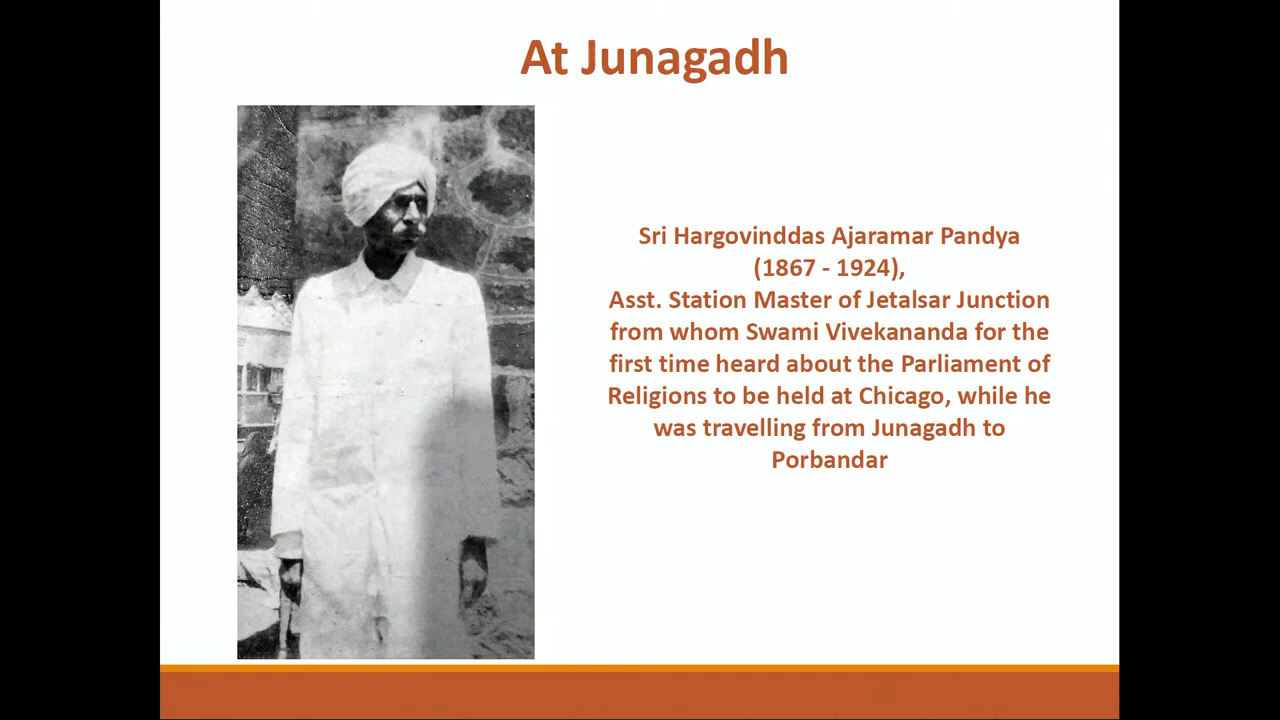 At Junagadh
Sri Hargovinddas Ajaramar Pandya
(1867 - 1924),
Asst. Station Master of Jetalsar Junction
from whom Swami Vivekananda for the
first time heard about the Parliament of
Religions to be held at Chicago, while he
was travelling from Junagadh to
Porbandar